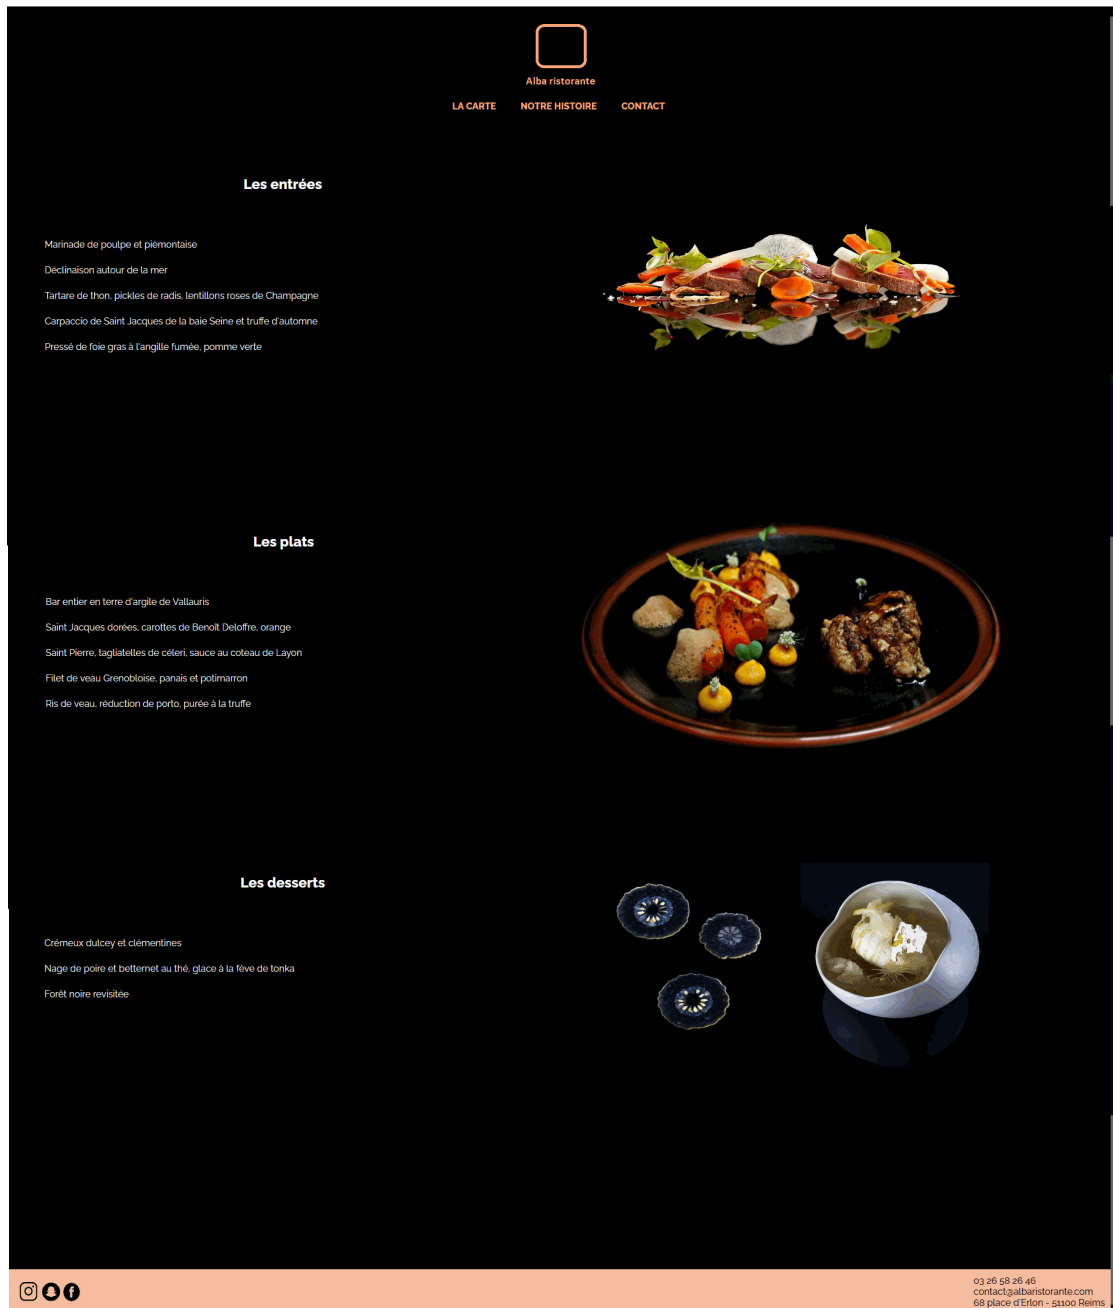 Alba ristorante
LA CARTE NOTRE HISTOIRE CONTACT
Les entrées
Marinade de poulpe et pièmontaise
Déclinaison autour de la mer
Tartare de thon, pickles de radis, lentillons roses de Champagne
Carpaccio de Saint Jacques de la baie Seine et truffe d'automne
Pressé de foie gras à l'angille fumée, pomme verte
Les plats
Bar entier en terre d'argile de Vallauris
Saint Jacques dorées, carottes de Benoît Deloffre, orange
Saint Pierre, tagliatelles de céleri, sauce au coteau de Layon
Filet de veau Grenobloise, panais et potimarron
Ris de veau, réduction de porto, purée à la truffe
Les desserts
Crémeux dulcey et clémentines
Nage de poire et betternet au thé, glace à la fève de tonka
Forêt noire revisitée
03 26 58 26 46
contact@albaristorante.com
68 place d'Erlon - 51100 Reims